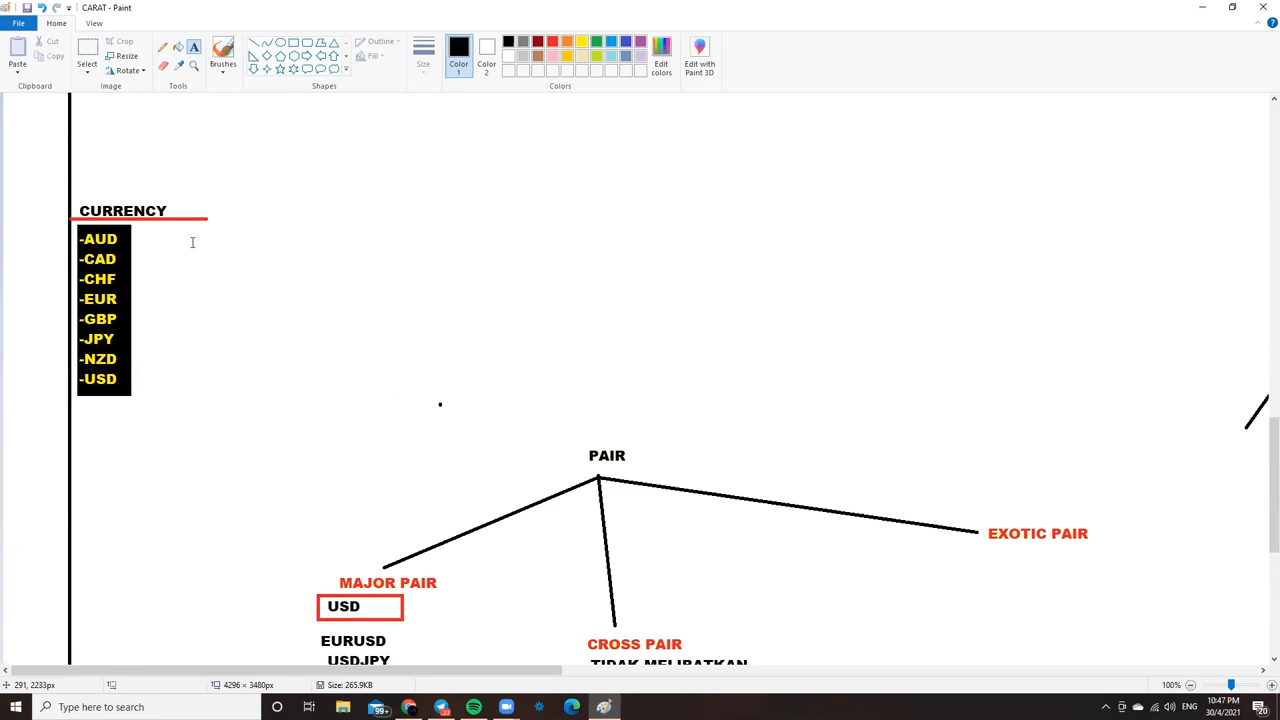 CARAT - Paint
File
Home
View
Paste
Cut
Copy
Clipboard
Select
Crop
Resize
Rotate
Image
Tools
Brushes
Outline
Fill
Shapes
Size
Color 1
Color 2
Colors
Edit colors
Edit with Paint 3D
CURRENCY
-AUD
-CAD
-CHF
-EUR
-GBP
-JPY
-NZD
-USD
PAIR
MAJOR PAIR
USD
EURUSD
USDJPY
CROSS PAIR
TIDAK MELIBATKAN
EXOTIC PAIR
291, 2233px
4296 × 3480px
Size: 265.9KB
100%
Type here to search
99+
ENG
10:47 PM
30/4/2021
20